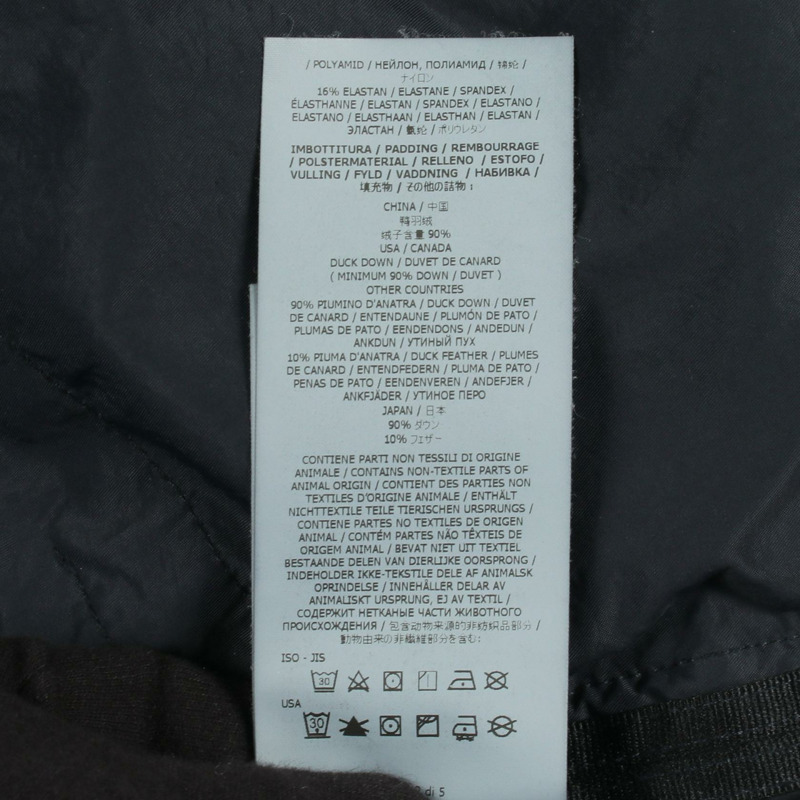 / POLYAMID / НЕЙЛОН, ПОЛИАМИД / 锦纶 /
ナイロン
16% ELASTAN / ELASTANE / SPANDEX /
ÉLASTHANNE / ELASTAN / SPANDEX / ELASTANO /
ELASTANO / ELASTHAAN / ELASTHAN / ELASTAN /
ЭЛАСТАН / 氨纶 / ポリウレタン
IMBOTTITURA / PADDING / REMBOURRAGE
/ POLSTERMATERIAL / RELLENO / ESTOFO /
VULLING / FYLD / VADDNING / НАБИВКА /
填充物 / その他の詰物 :
CHINA / 中国
鸭羽绒
绒子含量 90%
USA / CANADA
DUCK DOWN / DUVET DE CANARD
( MINIMUM 90% DOWN / DUVET )
OTHER COUNTRIES
90% PIUMINO D'ANATRA / DUCK DOWN / DUVET
DE CANARD / ENTENDAUNE / PLUMÓN DE PATO /
PLUMAS DE PATO / EENDENDONS / ANDEDUN /
ANKDUN / УТИНЫЙ ПУХ
10% PIUMA D'ANATRA / DUCK FEATHER / PLUMES
DE CANARD / ENTENDFEDERN / PLUMA DE PATO /
PENAS DE PATO / EENDENVEREN / ANDEFJER /
ANKFJÄDER / УТИНОЕ ПЕРО
JAPAN / 日本
90% ダウン
10% フェザー
CONTIENE PARTI NON TESSILI DI ORIGINE
ANIMALE / CONTAINS NON-TEXTILE PARTS OF
ANIMAL ORIGIN / CONTIENT DES PARTIES NON
TEXTILES D'ORIGINE ANIMALE / ENTHÄLT
NICHTTEXTILE TEILE TIERISCHEN URSPRUNGS /
CONTIENE PARTES NO TEXTILES DE ORIGEN
ANIMAL / CONTÉM PARTES NÃO TÊXTEIS DE
ORIGEM ANIMAL / BEVAT NIET UIT TEXTIEL
BESTAANDE DELEN VAN DIERLIJKE OORSPRONG /
INDEHOLDER IKKE-TEKSTILE DELE AF ANIMALSK
OPRINDELSE / INNEHÅLLER DELAR AV
ANIMALISKT URSPRUNG, EJ AV TEXTIL /
СОДЕРЖИТ НЕТКАНЫЕ ЧАСТИ ЖИВОТНОГО
ПРОИСХОЖДЕНИЯ / 包含动物来源的非纺织品部分 /
動物由来の非繊維部分を含む:
ISO - JIS
30
USA
30
di 5